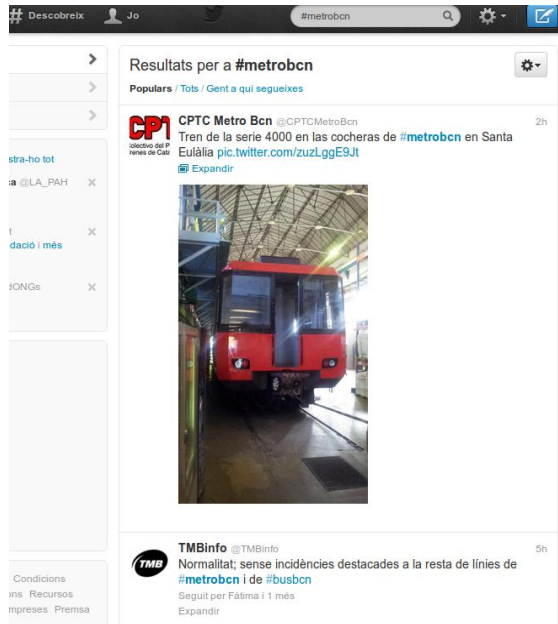 # Descobreix
Jo
#metrobcn
Resultats per a #metrobcn
Populars / Tots / Gent a qui segueixes
stra-ho tot
@LA_PAH
dació i més
dONGs
Condicions
ons Recursos
mpreses Premsa
CPT
CPTC Metro Bcn @CPTCMetroBcn 2h
Tren de la serie 4000 en las cocheras de #metrobcn en Santa
Eulàlia pic.twitter.com/zuzLggE9Jt
Expandir
TMB
TMBinfo @TMBinfo 5h
Normalitat; sense incidències destacades a la resta de línies de
#metrobcn i de #busbcn
Seguit per Fátima i 1 més
Expandir